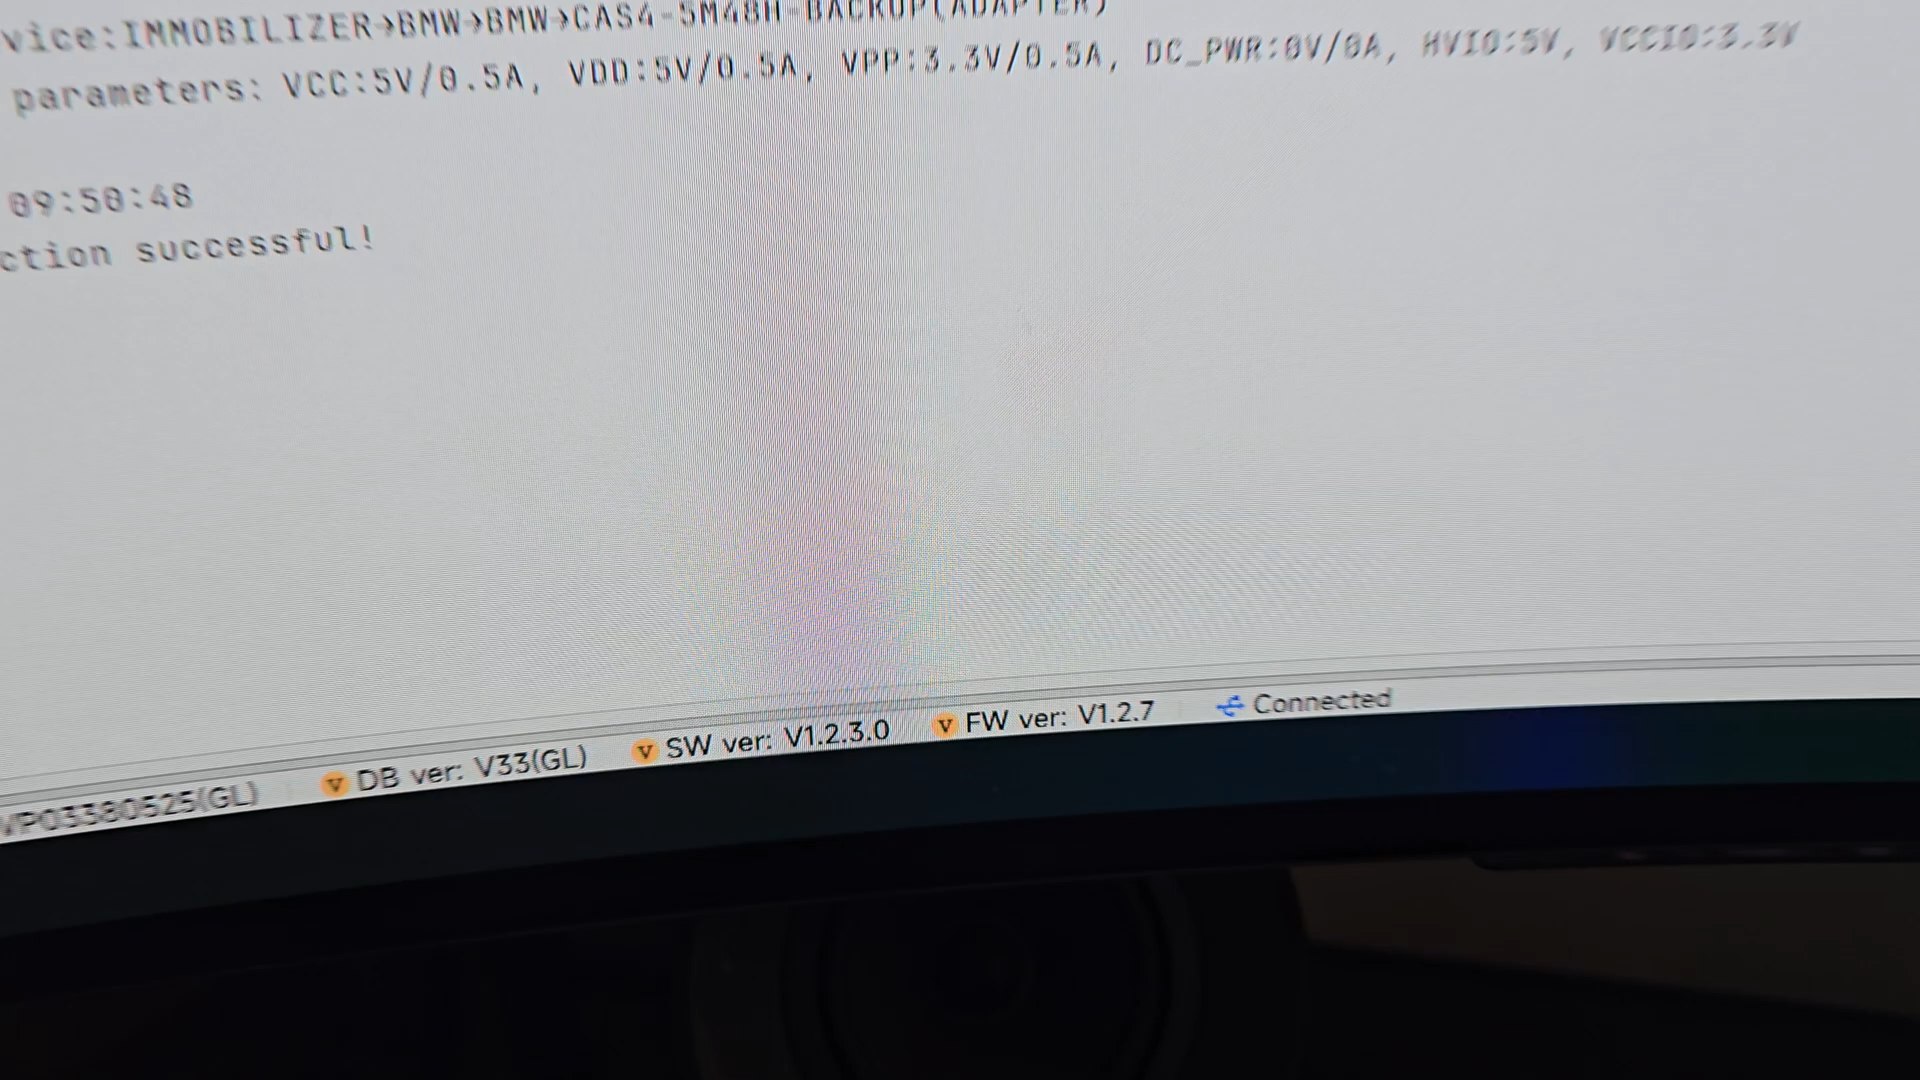 vice:IMMOBILIZER→BMW→BMW→CAS4-5M48H-BACKUP(ADAPTER)
parameters: VCC:5V/0.5A, VDD:5V/0.5A, VPP:3.3V/0.5A, DC_PWR:0V/0A, HVIO:5V, VCCIO:3.3V
09:50:48
ction successful!
VP03380525(GL) V DB ver: V33(GL) V SW ver: V1.2.3.0 V FW ver: V1.2.7 Connected